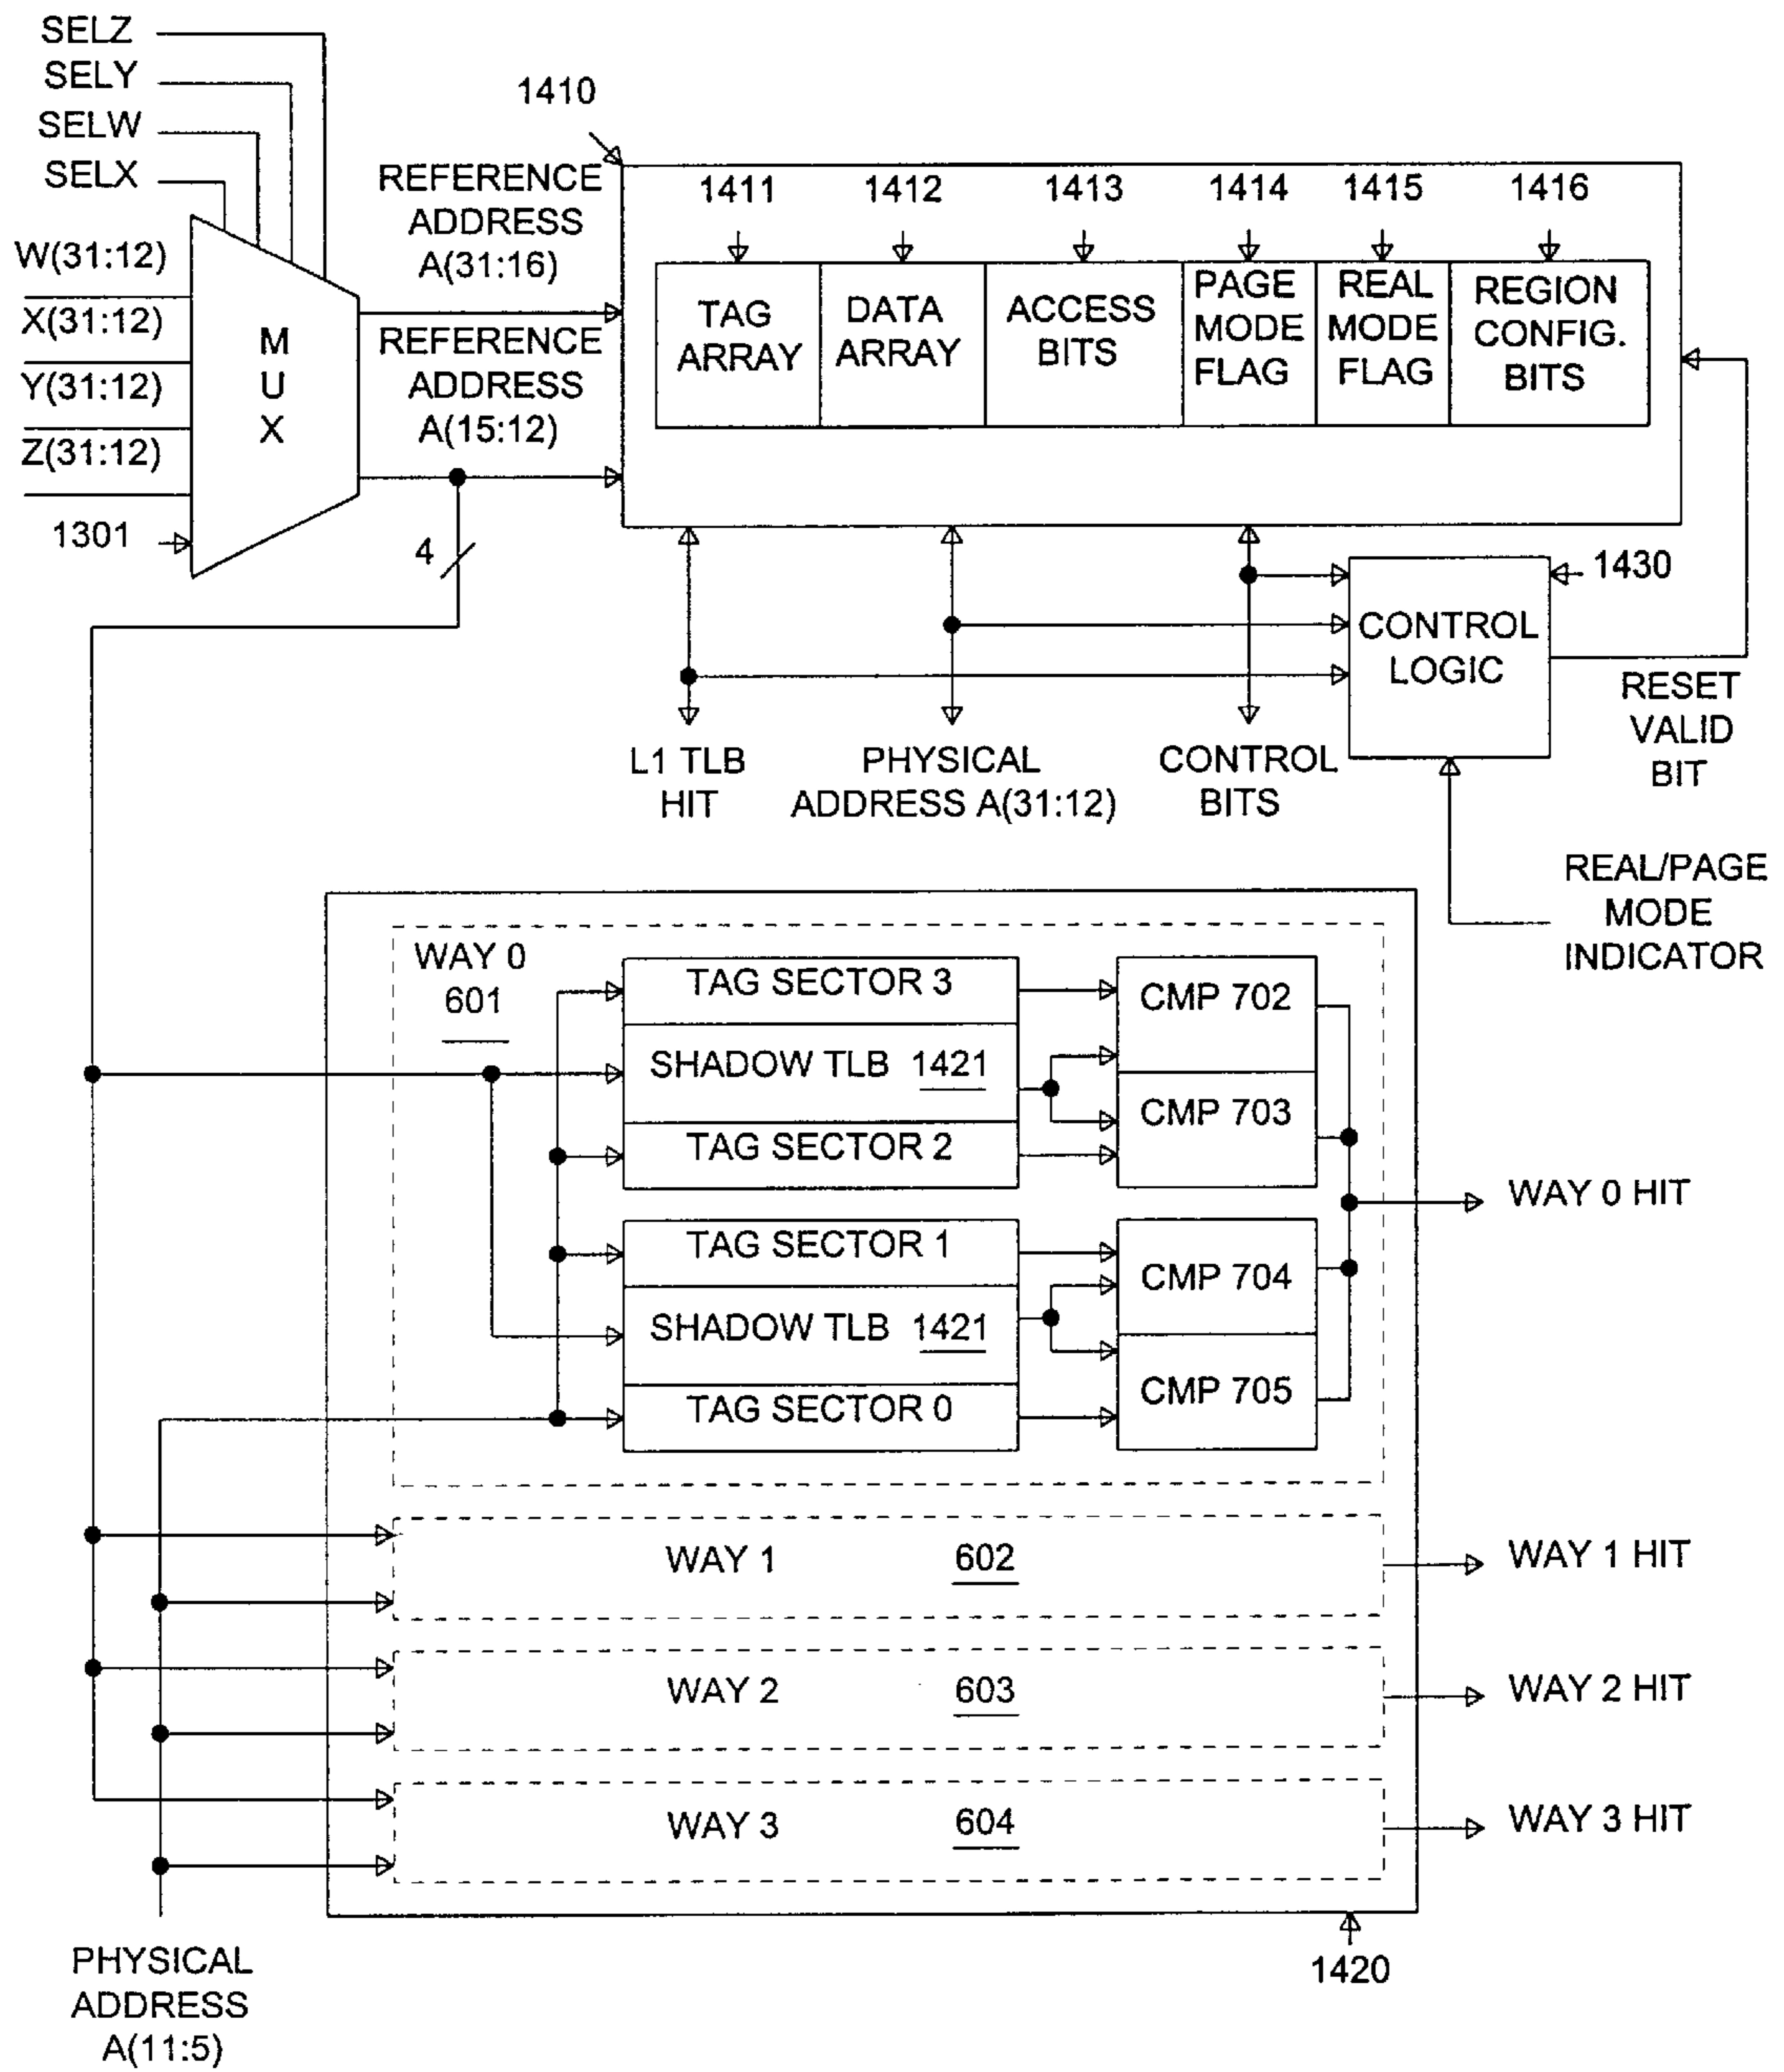 SELZ
SELY
SELW
SELX
W(31:12)
X(31:12)
Y(31:12)
Z(31:12)
1301
M
U
X
REFERENCE
ADDRESS
A(31:16)
REFERENCE
ADDRESS
A(15:12)
4
1410
1411 1412 1413 1414 1415 1416
TAG
ARRAY
DATA
ARRAY
ACCESS
BITS
PAGE
MODE
FLAG
REAL
MODE
FLAG
REGION
CONFIG.
BITS
1430
CONTROL
LOGIC
RESET
VALID
BIT
L1 TLB
HIT
PHYSICAL
ADDRESS A(31:12)
CONTROL
BITS
REAL/PAGE
MODE
INDICATOR
WAY 0
601
TAG SECTOR 3
SHADOW TLB 1421
TAG SECTOR 2
CMP 702
CMP 703
TAG SECTOR 1
SHADOW TLB 1421
TAG SECTOR 0
CMP 704
CMP 705
WAY 0 HIT
WAY 1 602
WAY 1 HIT
WAY 2 603
WAY 2 HIT
WAY 3 604
WAY 3 HIT
1420
PHYSICAL
ADDRESS
A(11:5)